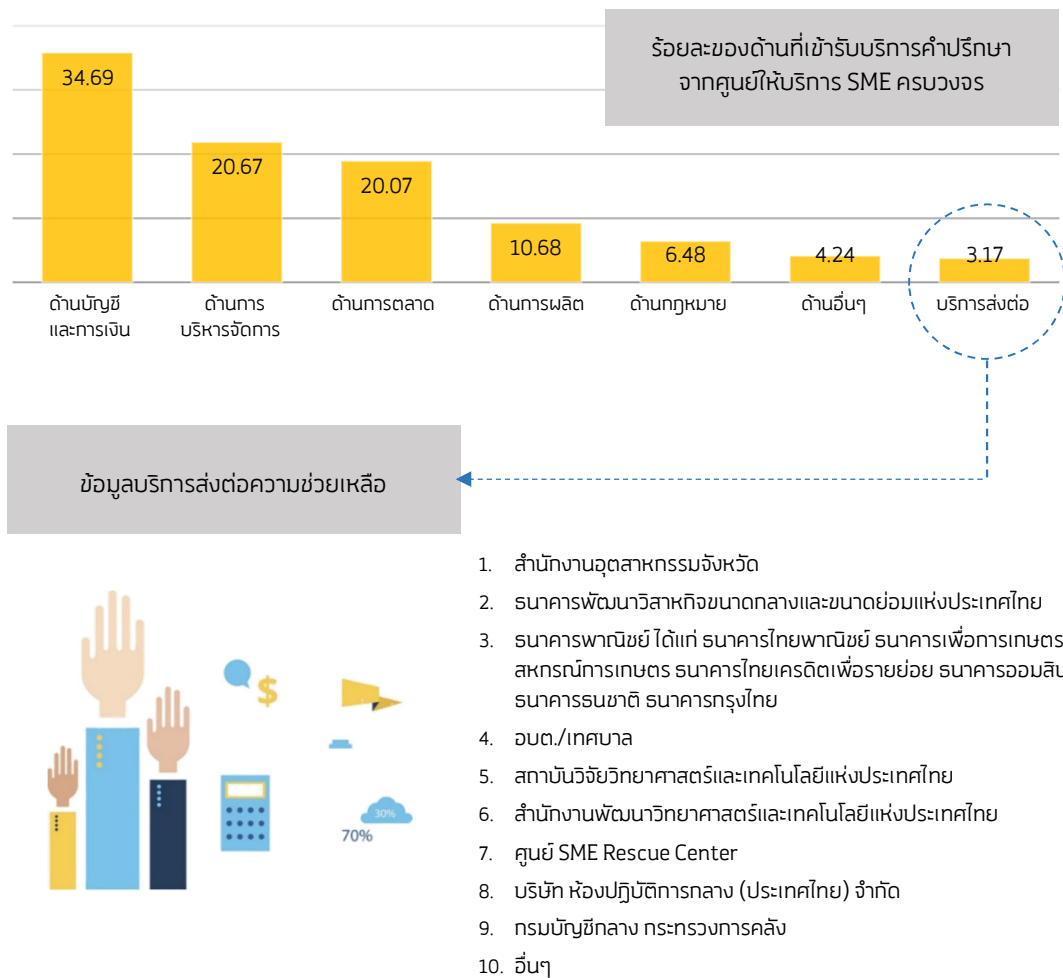 ร้อยละของด้านที่เข้ารับบริการคำปรึกษา
จากศูนย์ให้บริการ SME ครบวงจร
34.69
20.67
20.07
10.68
6.48
4.24
3.17
ด้านบัญชี
และการเงิน
ด้านการ
บริหารจัดการ
ด้านการตลาด
ด้านการผลิต
ด้านกฎหมาย
ด้านอื่นๆ
บริการส่งต่อ
ข้อมูลบริการส่งต่อความช่วยเหลือ
$
30%
70%
1. สำนักงานอุตสาหกรรมจังหวัด
2. ธนาคารพัฒนาวิสาหกิจขนาดกลางและขนาดย่อมแห่งประเทศไทย
3. ธนาคารพาณิชย์ ได้แก่ ธนาคารไทยพาณิชย์ ธนาคารเพื่อการเกษตร
สหกรณ์การเกษตร ธนาคารไทยเครดิตเพื่อรายย่อย ธนาคารออมสิน
ธนาคารธนชาติ ธนาคารกรุงไทย
4. อบต./เทศบาล
5. สถาบันวิจัยวิทยาศาสตร์และเทคโนโลยีแห่งประเทศไทย
6. สำนักงานพัฒนาวิทยาศาสตร์และเทคโนโลยีแห่งประเทศไทย
7. ศูนย์ SME Rescue Center
8. บริษัท ห้องปฏิบัติการกลาง (ประเทศไทย) จำกัด
9. กรมบัญชีกลาง กระทรวงการคลัง
10. อื่นๆ